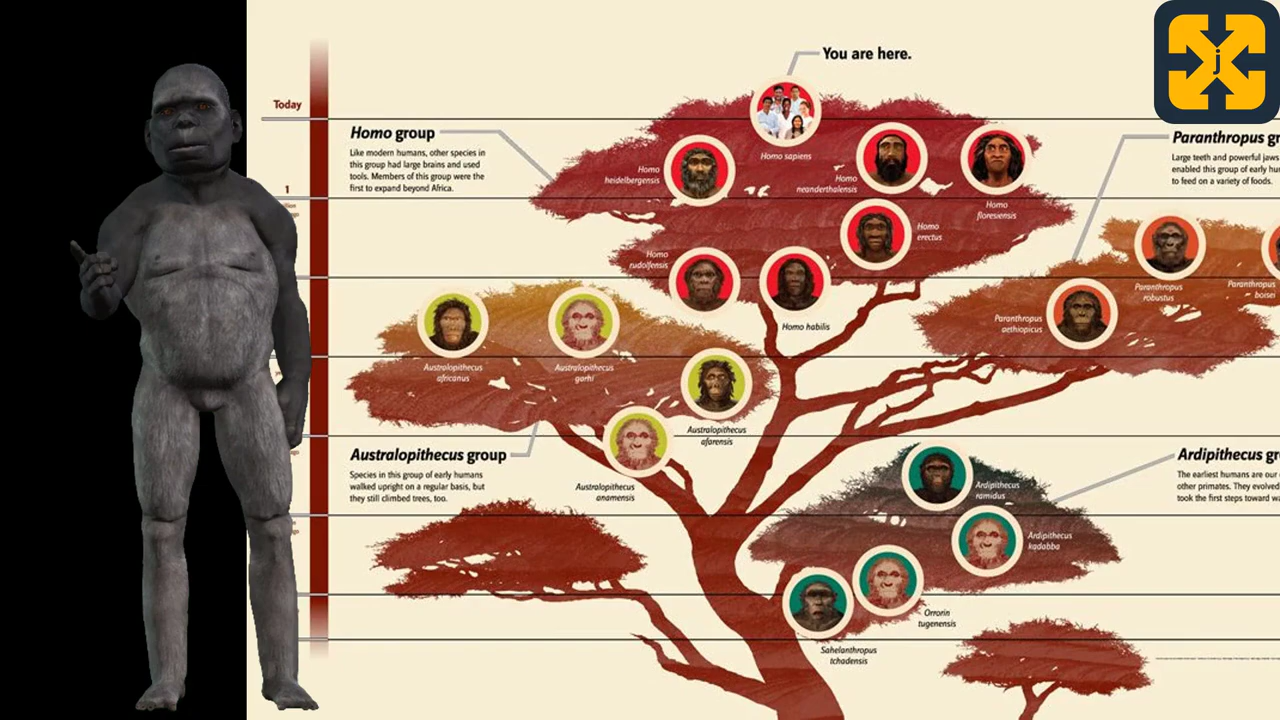 You are here.
Today
Homo group
Like modern humans, other species in
this group had large brains and used
tools. Members of this group were the
first to expand beyond Africa.
1
Paranthropus gr
Large teeth and powerful jaws
enabled this group of early hur
to feed on a variety of foods.
j
Homo sapiens
Homo
heidelbergensis
Homo
neanderthalensis
Homo
floresiensis
Homo
erectus
Homo
rudolfensis
Homo habilis
Paranthropus
robustus
Paranthropus
boisei
Paranthropus
aethiopicus
Australopithecus
africanus
Australopithecus
garhi
Australopithecus
afarensis
Australopithecus group
Species in this group of early humans
walked upright on a regular basis, but
they still climbed trees, too.
Australopithecus
anamensis
Ardipithecus gr
The earliest humans are our
other primates. They evolved
took the first steps toward wa
Ardipithecus
ramidus
Ardipithecus
kadabba
Orrorin
tugenensis
Sahelanthropus
tchadensis